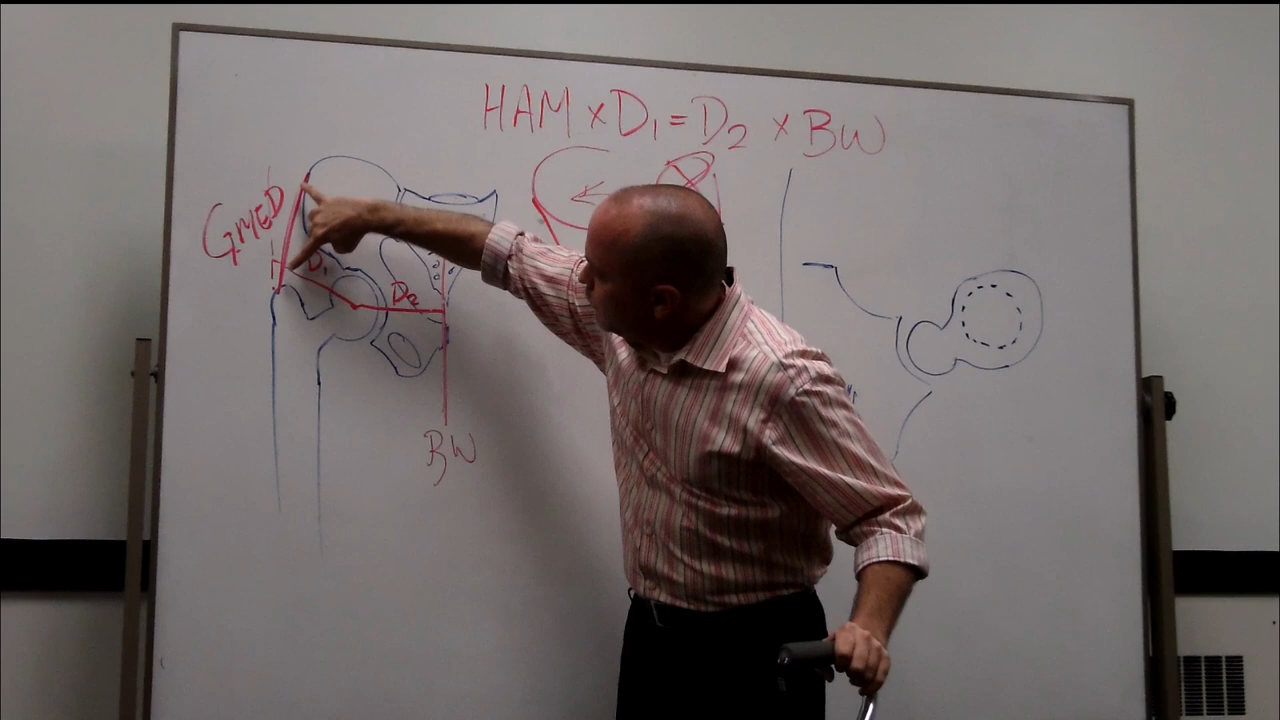 HAM × D₁ = D₂ × BW
GMED
D₁
D₂
BW